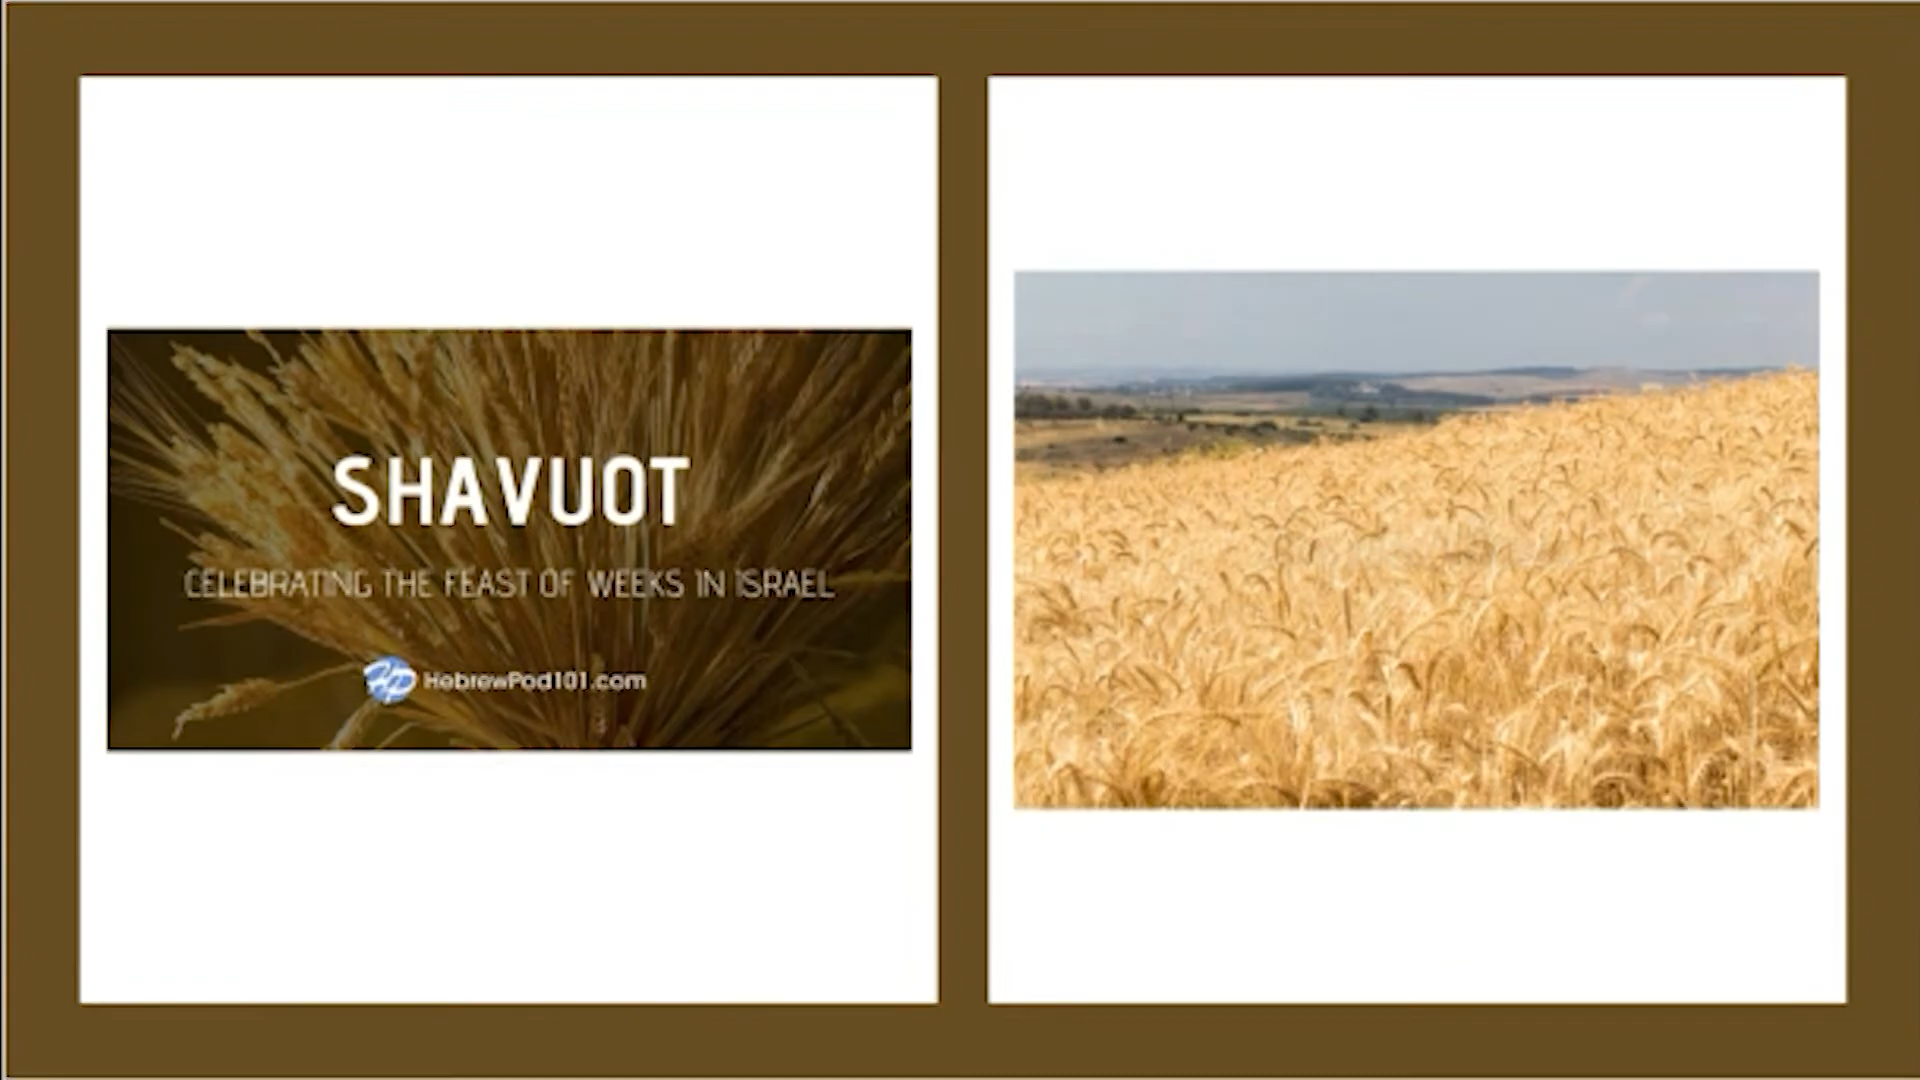 SHAVUOT
CELEBRATING THE FEAST OF WEEKS IN ISRAEL
HebrewPod101.com